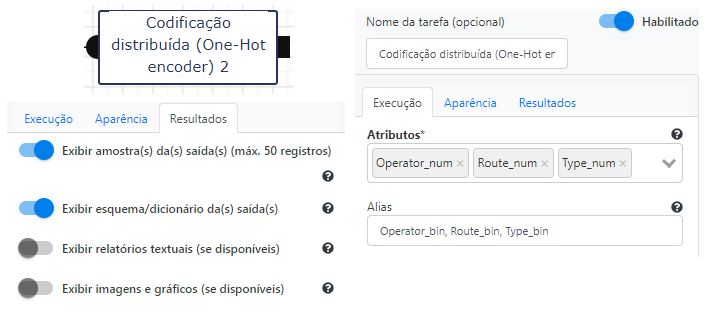 Codificação
distribuída (One-Hot
encoder) 2
Execução Aparência Resultados
Exibir amostra(s) da(s) saída(s) (máx. 50 registros)
Exibir esquema/dicionário da(s) saída(s)
Exibir relatórios textuais (se disponíveis)
Exibir imagens e gráficos (se disponíveis)
Nome da tarefa (opcional) Habilitado
Codificação distribuída (One-Hot er
Execução Aparência Resultados
Atributos*
Operator_num × Route_num × Type_num ×
Alias
Operator_bin, Route_bin, Type_bin